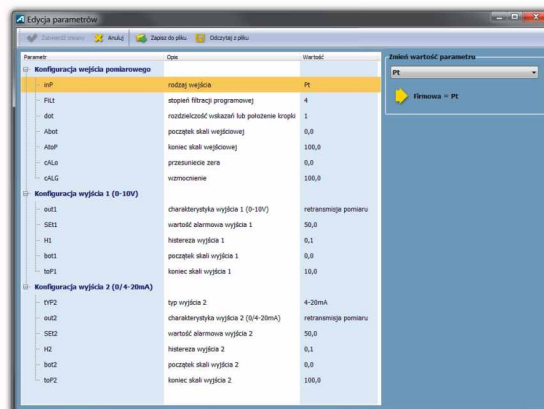 Edycja parametrów
Zatwierdź zmiany Anuluj Zapisz do pliku Odczytaj z pliku
Parametr Opis Wartość
Konfiguracja wejścia pomiarowego
inP rodzaj wejścia Pt
FiLt stopień filtracji programowej 4
dot rozdzielczość wskazań lub położenie kropki 1
Abot początek skali wejściowej 0,0
AtoP koniec skali wejściowej 100,0
cALo przesuniecie zera 0,0
cALG wzmocnienie 100,0
Konfiguracja wyjścia 1 (0-10V)
out1 charakterystyka wyjścia 1 (0-10V) retransmisja pomiaru
SEt1 wartość alarmowa wyjścia 1 50,0
H1 histereza wyjścia 1 0,1
bot1 początek skali wyjścia 1 0,0
toP1 koniec skali wyjścia 1 10,0
Konfiguracja wyjścia 2 (0/4-20mA)
tYP2 typ wyjścia 2 4-20mA
out2 charakterystyka wyjścia 2 (0/4-20mA) retransmisja pomiaru
SEt2 wartość alarmowa wyjścia 2 50,0
H2 histereza wyjścia 2 0,1
bot2 początek skali wyjścia 2 0,0
toP2 koniec skali wyjścia 2 100,0
Zmień wartość parametru
Pt
Firmowa = Pt